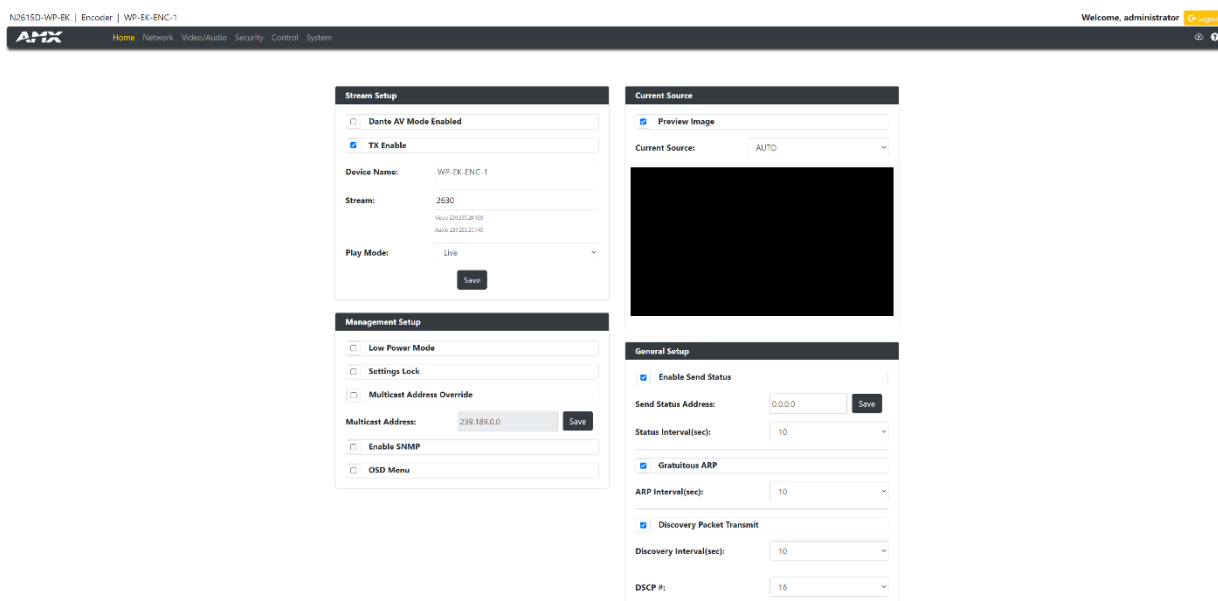 N2615D-WP-EK | Encoder | WP-EK-ENC-1
Welcome, administrator Logout
AMX Home Network Video/Audio Security Control System
Stream Setup
Dante AV Mode Enabled
TX Enable
Device Name: WP-EK-ENC-1
Stream: 2630
Play Mode: Live
Save
Management Setup
Low Power Mode
Settings Lock
Multicast Address Override
Multicast Address: 239.189.0.0 Save
Enable SNMP
OSD Menu
Current Source
Preview Image
Current Source: AUTO
General Setup
Enable Send Status
Send Status Address: 0.0.0.0 Save
Status Interval(sec): 10
Gratuitous ARP
ARP Interval(sec): 10
Discovery Packet Transmit
Discovery Interval(sec): 10
DSCP #: 16